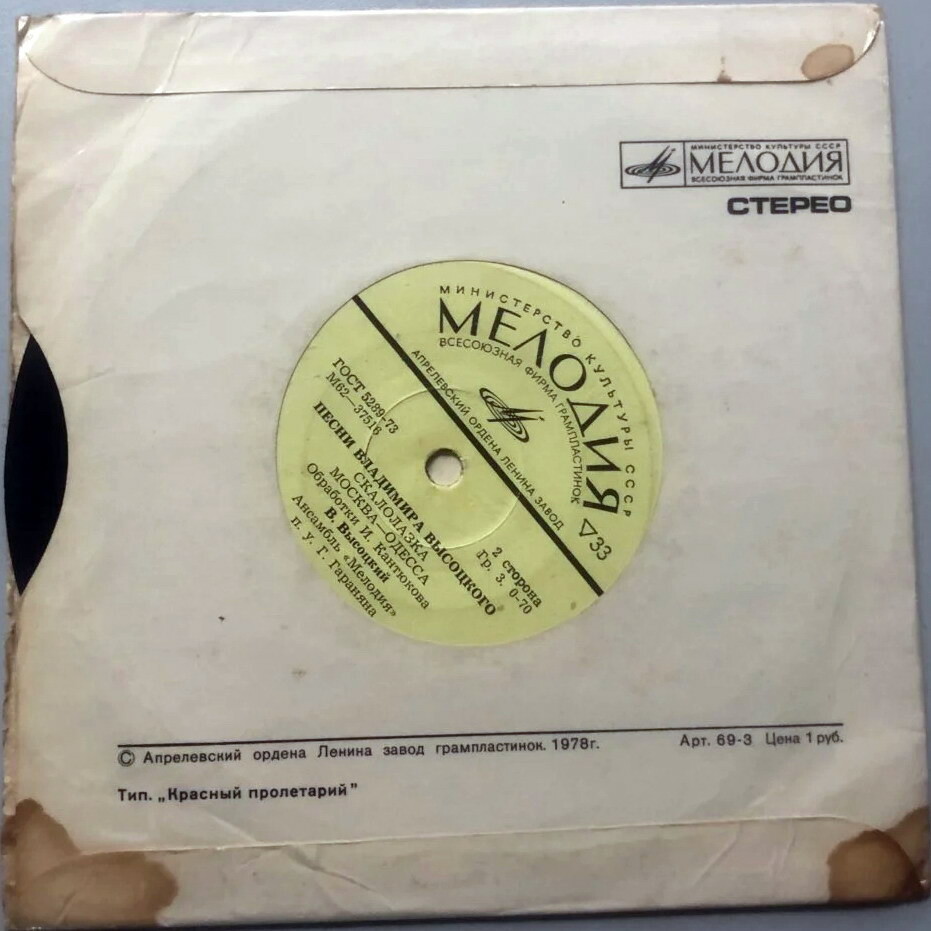 МИНИСТЕРСТВО КУЛЬТУРЫ СССР
МЕЛОДИЯ
ВСЕСОЮЗНАЯ ФИРМА ГРАМПЛАСТИНОК
СТЕРЕО
МИНИСТЕРСТВО КУЛЬТУРЫ СССР
МЕЛОДИЯ
ВСЕСОЮЗНАЯ ФИРМА ГРАМПЛАСТИНОК
АПРЕЛЕВСКИЙ ОРДЕНА ЛЕНИНА ЗАВОД
▽33
ГОСТ 5289-73
М62—37516
2 сторона
Гр. 3. 0-70
ПЕСНИ ВЛАДИМИРА ВЫСОЦКОГО
СКАЛОЛАЗКА
МОСКВА—ОДЕССА
Обработки И. Кантюкова
В. Высоцкий
Ансамбль «Мелодия»
п. у. Г. Гараняна
© Апрелевский ордена Ленина завод грампластинок. 1978г.
Арт. 69-3 Цена 1 руб.
Тип. „Красный пролетарий"